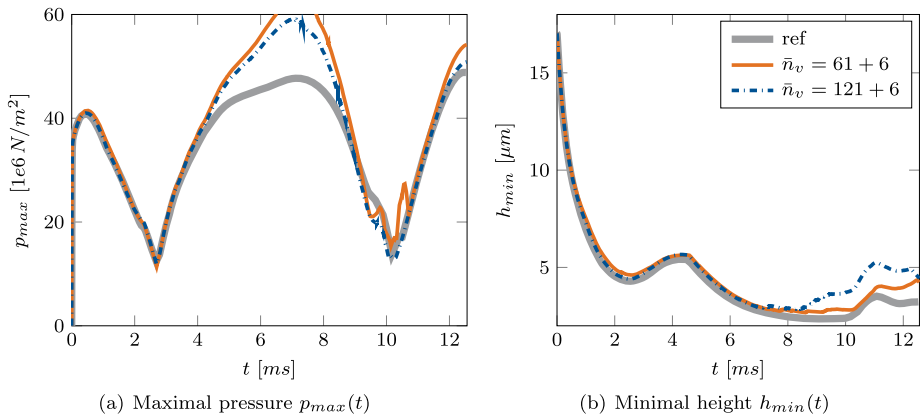 60
40
20
0
p_max [1e6 N/m²]
0 2 4 6 8 10 12
t [ms]
(a) Maximal pressure p_max(t)
ref
n̄_v = 61 + 6
n̄_v = 121 + 6
15
10
5
h_min [μm]
0 2 4 6 8 10 12
t [ms]
(b) Minimal height h_min(t)